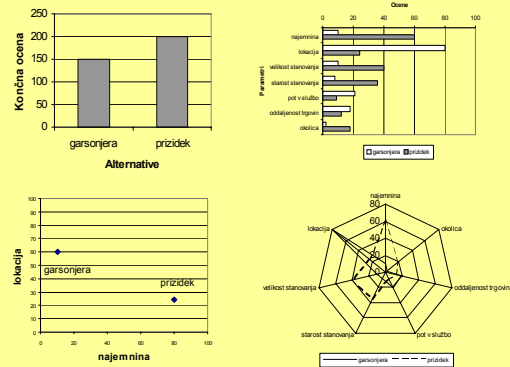 250
200
150
100
50
0
Končna ocena
garsonjera prizidek
Alternative
Ocene
0 20 40 60 80 100
Parametri
najemnina
lokacija
velikost stanovanja
starost stanovanja
pot v službo
oddaljenost trgovin
okolica
garsonjera prizidek
100
90
80
70
60
50
40
30
20
10
0
lokacija
garsonjera
prizidek
0 20 40 60 80 100
najemnina
najemnina
80
60
40
20
0
lokacija
okolica
velikost stanovanja
oddaljenost trgovin
starost stanovanja
pot v službo
garsonjera prizidek